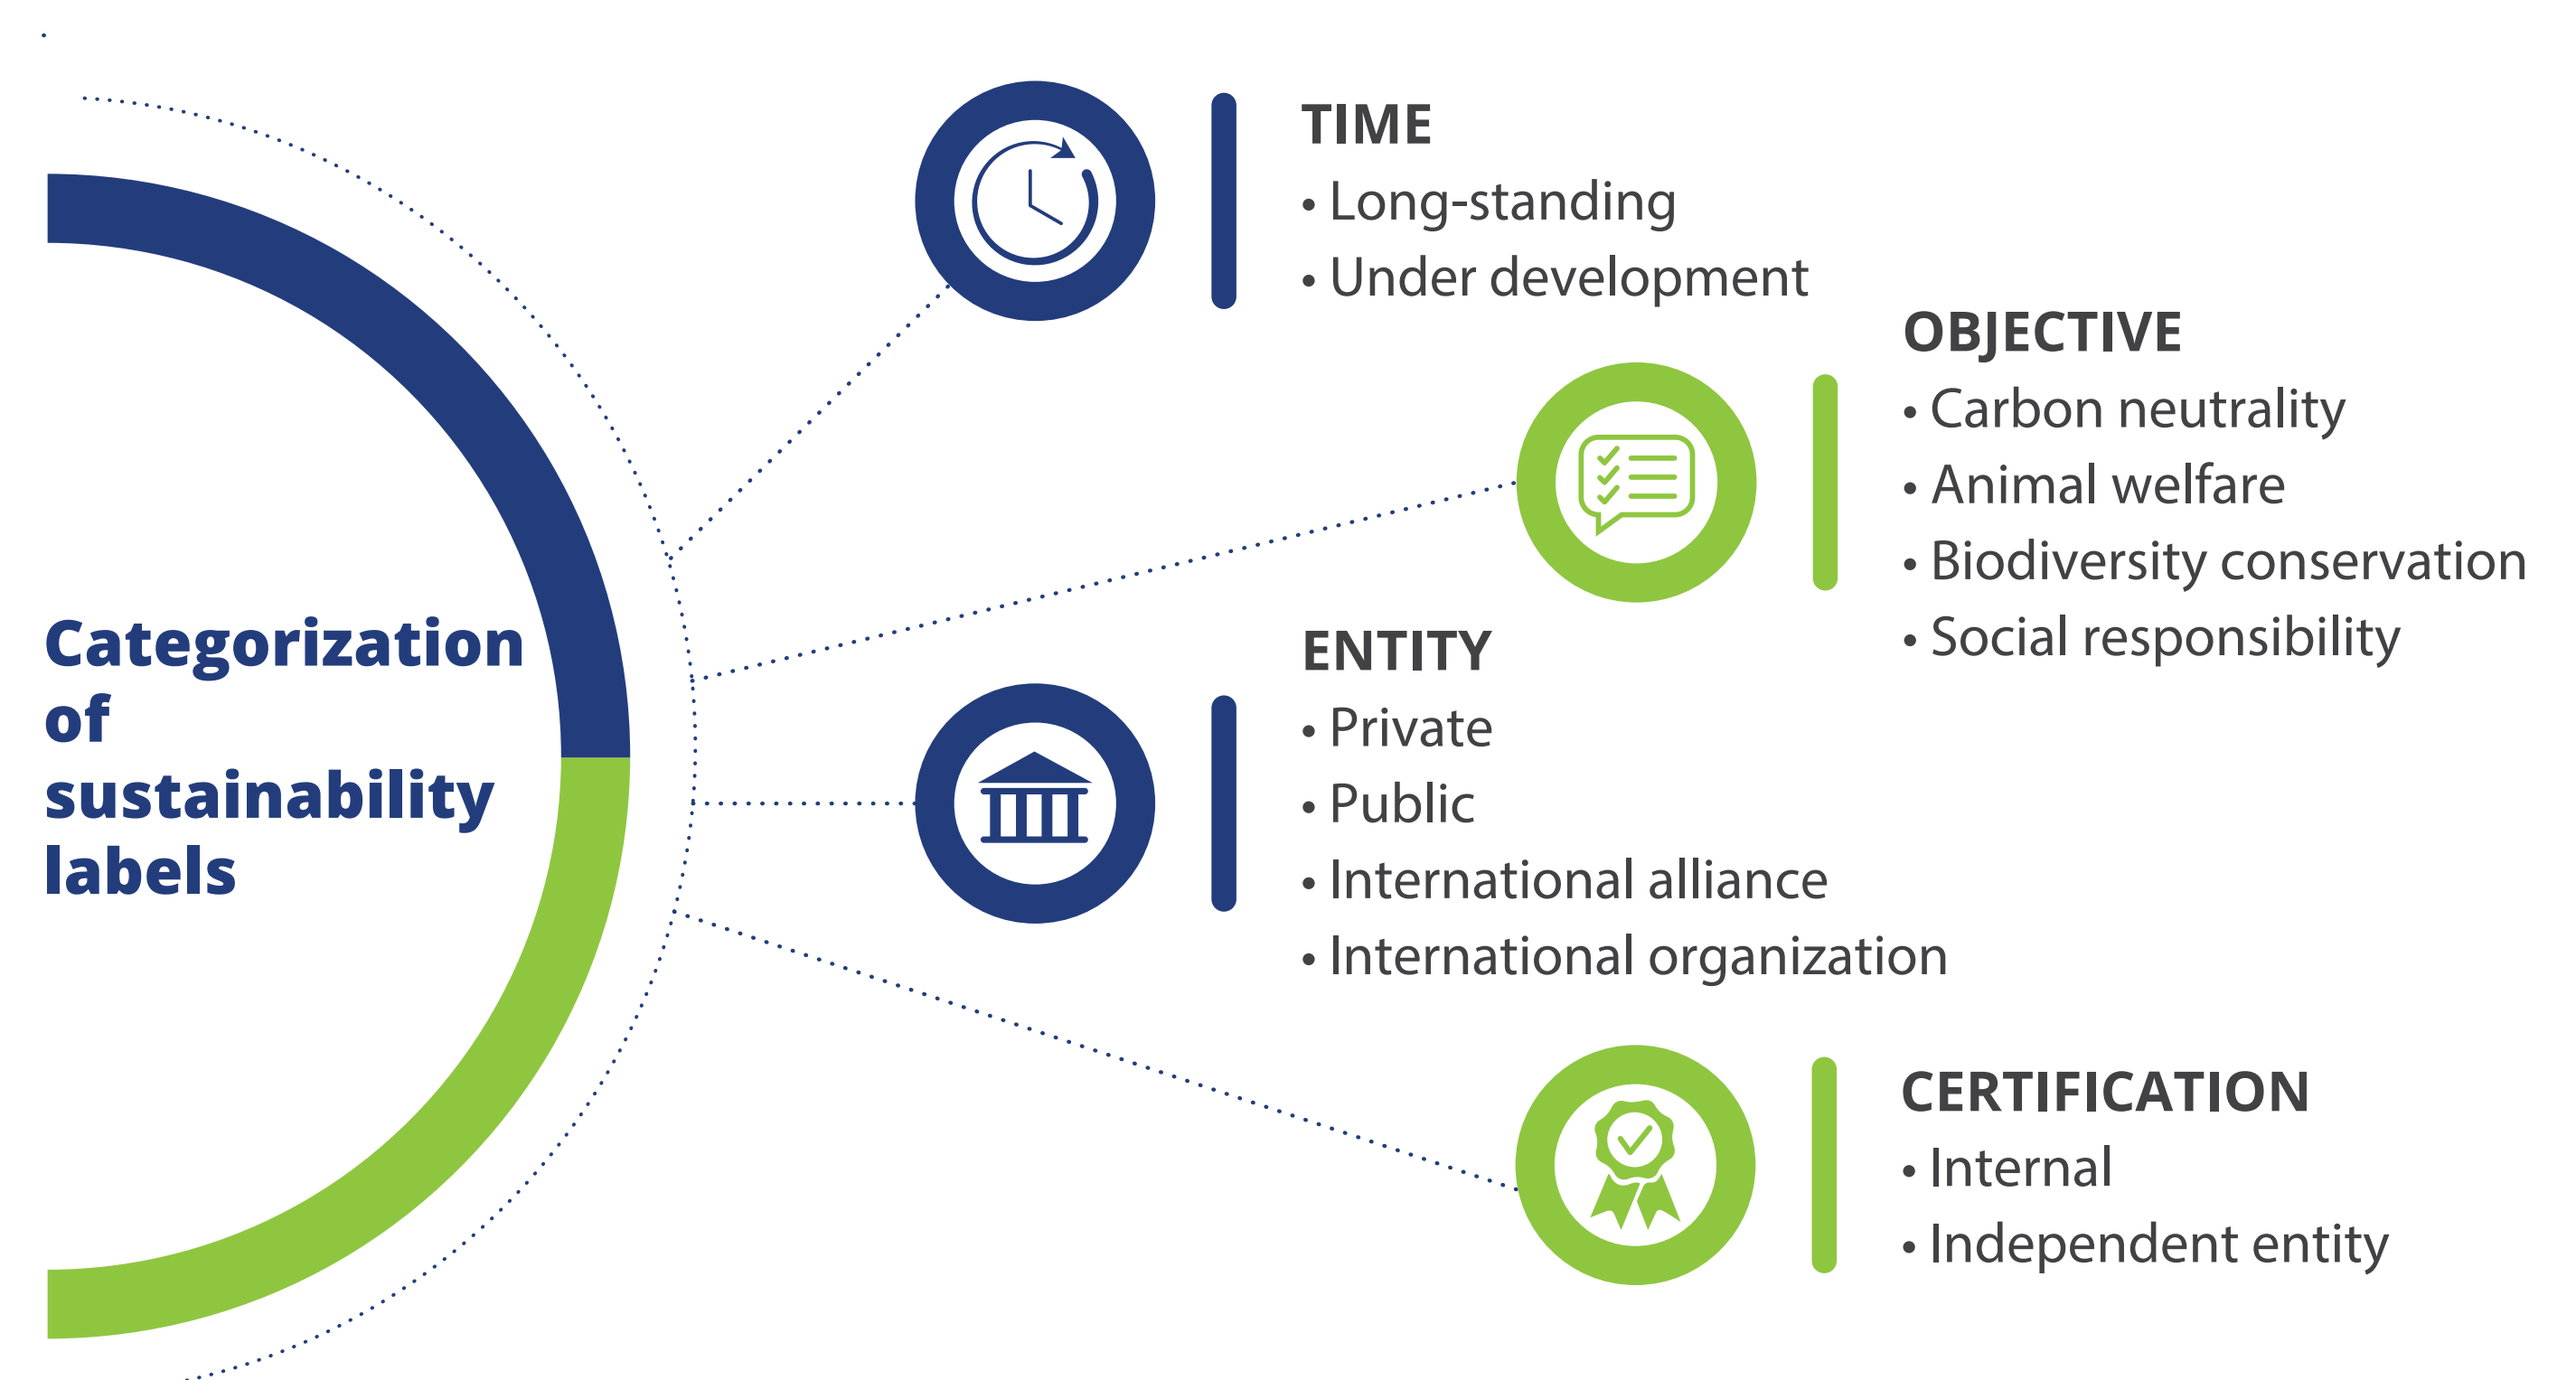 Categorization
of
sustainability
labels
TIME
• Long-standing
• Under development
OBJECTIVE
• Carbon neutrality
• Animal welfare
• Biodiversity conservation
• Social responsibility
ENTITY
• Private
• Public
• International alliance
• International organization
CERTIFICATION
• Internal
• Independent entity